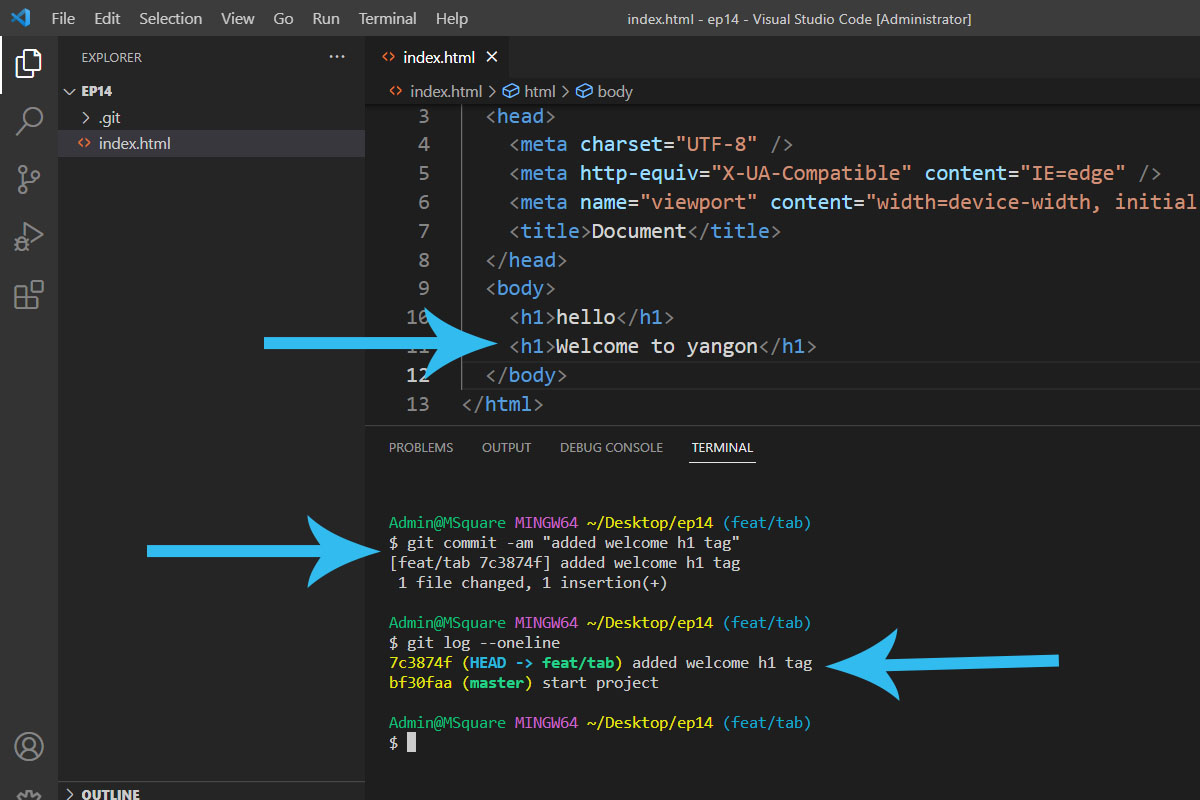 File Edit Selection View Go Run Terminal Help index.html - ep14 - Visual Studio Code [Administrator]
EXPLORER ···
EP14
.git
index.html
index.html
index.html > html > body
3 <head>
4 <meta charset="UTF-8" />
5 <meta http-equiv="X-UA-Compatible" content="IE=edge" />
6 <meta name="viewport" content="width=device-width, initial
7 <title>Document</title>
8 </head>
9 <body>
10 <h1>hello</h1>
11 <h1>Welcome to yangon</h1>
12 </body>
13 </html>
PROBLEMS OUTPUT DEBUG CONSOLE TERMINAL
Admin@MSquare MINGW64 ~/Desktop/ep14 (feat/tab)
$ git commit -am "added welcome h1 tag"
[feat/tab 7c3874f] added welcome h1 tag
1 file changed, 1 insertion(+)
Admin@MSquare MINGW64 ~/Desktop/ep14 (feat/tab)
$ git log --oneline
7c3874f (HEAD -> feat/tab) added welcome h1 tag
bf30faa (master) start project
Admin@MSquare MINGW64 ~/Desktop/ep14 (feat/tab)
$
OUTLINE